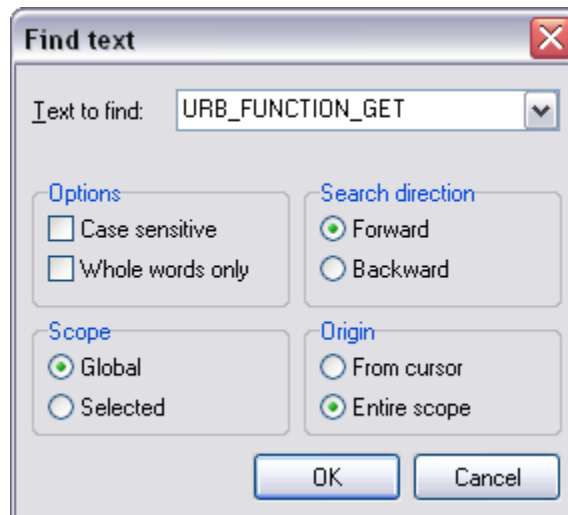 Find text
Text to find: URB_FUNCTION_GET
Options
Case sensitive
Whole words only
Search direction
Forward
Backward
Scope
Global
Selected
Origin
From cursor
Entire scope
OK Cancel